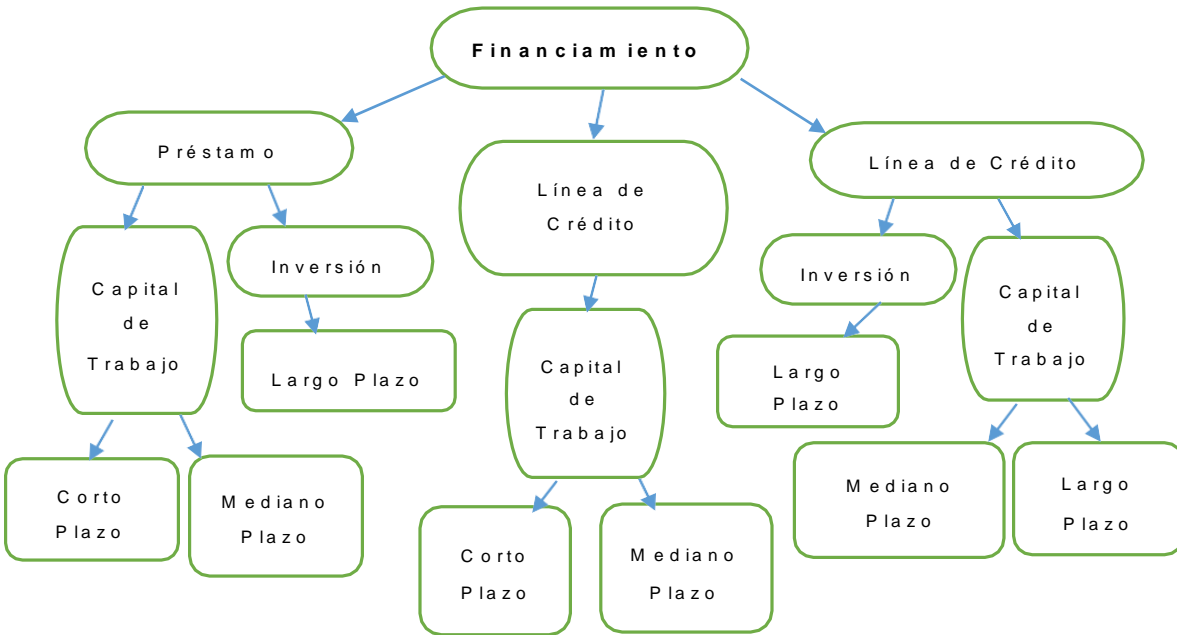 Financiamiento
Préstamo
Línea de
Crédito
Línea de Crédito
Capital
de
Trabajo
Inversión
Largo Plazo
Corto
Plazo
Mediano
Plazo
Capital
de
Trabajo
Corto
Plazo
Mediano
Plazo
Inversión
Largo
Plazo
Capital
de
Trabajo
Mediano
Plazo
Largo
Plazo